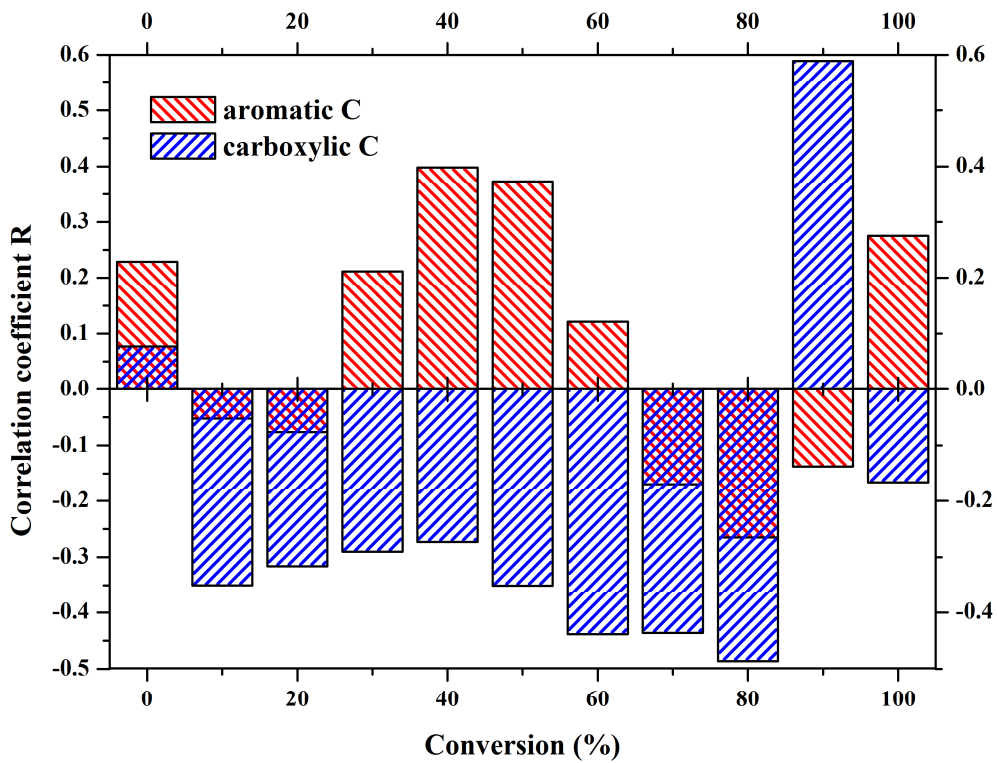 0 20 40 60 80 100
0.6 0.6
0.5
aromatic C
carboxylic C
0.4 0.4
0.3
0.2 0.2
0.1
0.0 0.0
-0.1
-0.2 -0.2
-0.3
-0.4 -0.4
-0.5
Correlation coefficient R
0 20 40 60 80 100
Conversion (%)